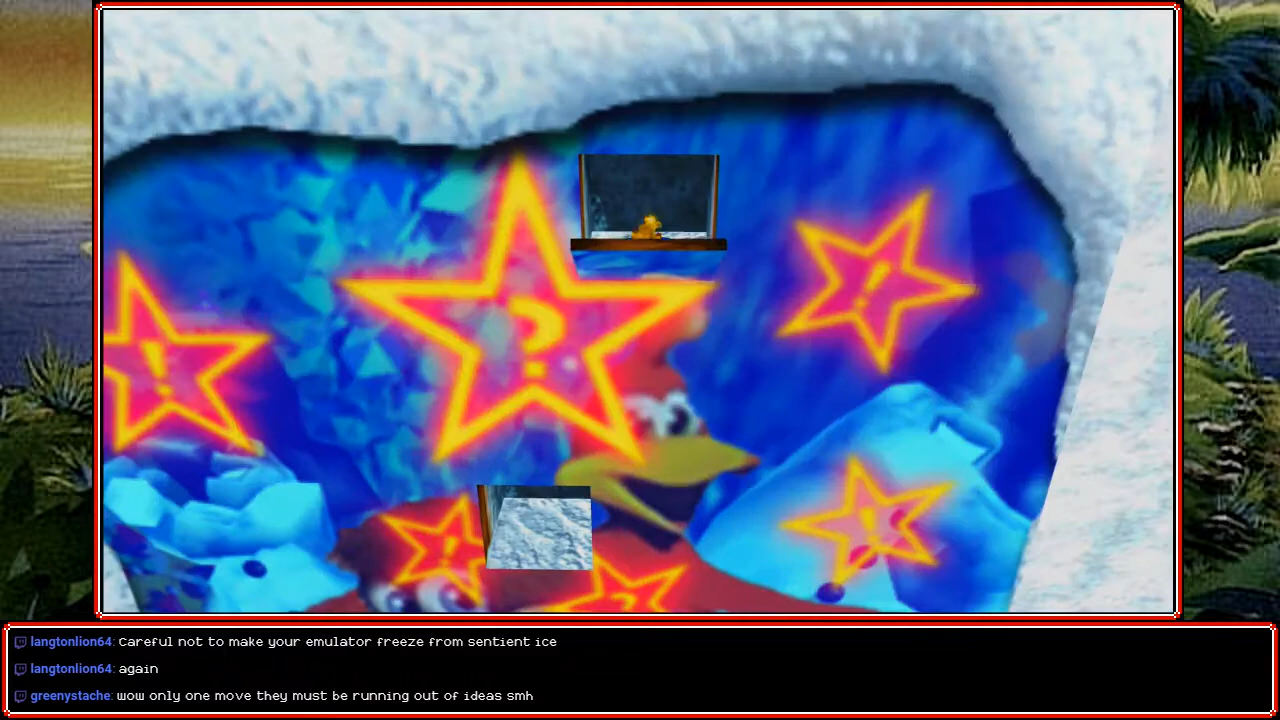 !
?
!
!
!
?
langtonlion64: Careful not to make your emulator freeze from sentient ice
langtonlion64: again
greenystache: wow only one move they must be running out of ideas smh